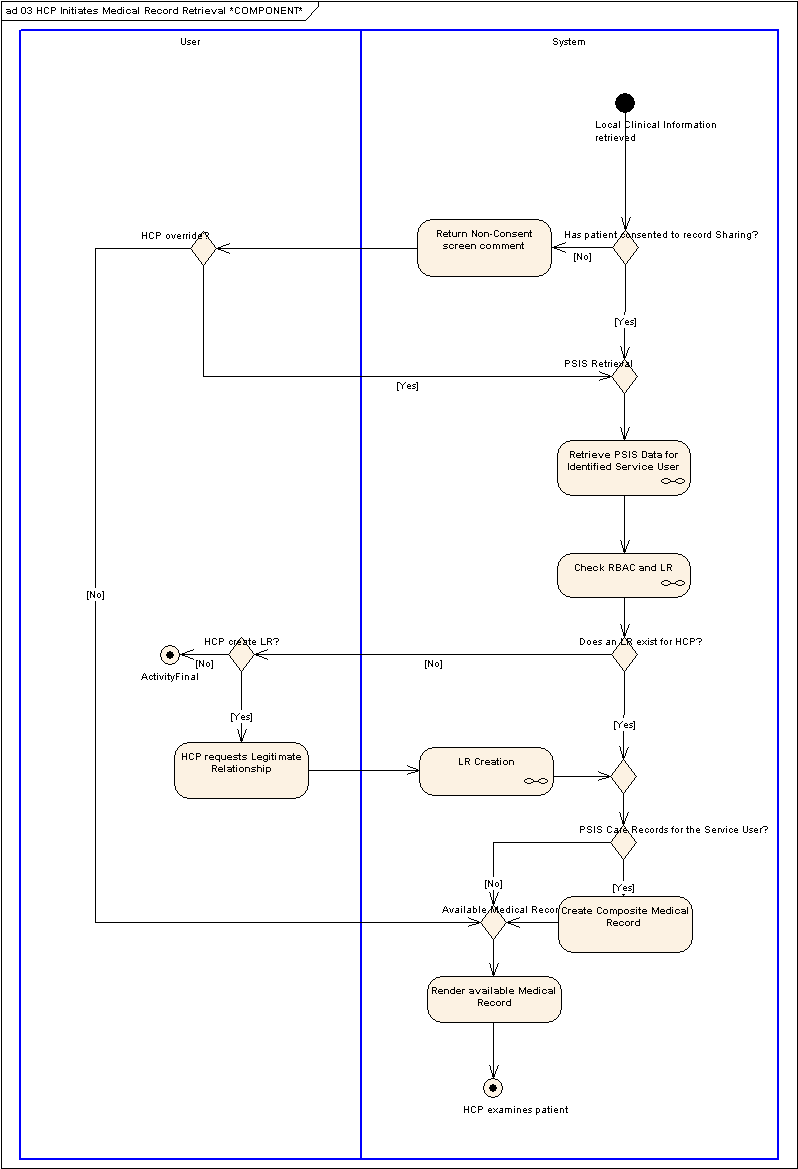 ad 03 HCP Initiates Medical Record Retrieval *COMPONENT*
User
System
Local Clinical Information
retrieved
HCP override?
Return Non-Consent
screen comment
Has patient consented to record Sharing?
[No]
[Yes]
PSIS Retrieval
[Yes]
Retrieve PSIS Data for
Identified Service User
Check RBAC and LR
[No]
HCP create LR?
Does an LR exist for HCP?
[No]
[No]
ActivityFinal
[Yes]
[Yes]
HCP requests Legitimate
Relationship
LR Creation
PSIS Care Records for the Service User?
[No]
[Yes]
Available Medical Recor
Create Composite Medical
Record
Render available Medical
Record
HCP examines patient